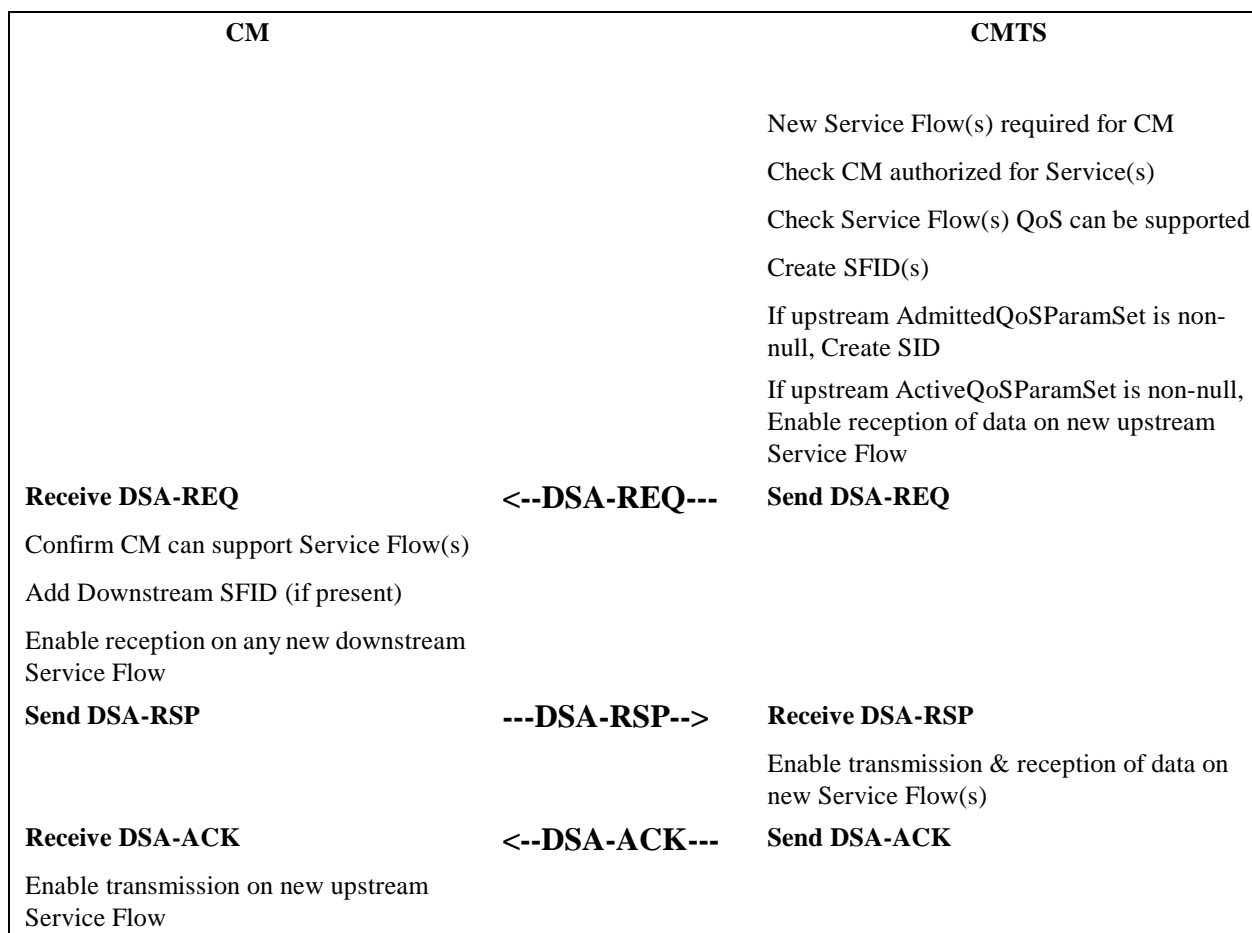 CM CMTS
New Service Flow(s) required for CM
Check CM authorized for Service(s)
Check Service Flow(s) QoS can be supported
Create SFID(s)
If upstream AdmittedQoSParamSet is non-
null, Create SID
If upstream ActiveQoSParamSet is non-null,
Enable reception of data on new upstream
Service Flow
Receive DSA-REQ <--DSA-REQ--- Send DSA-REQ
Confirm CM can support Service Flow(s)
Add Downstream SFID (if present)
Enable reception on any new downstream
Service Flow
Send DSA-RSP ---DSA-RSP--> Receive DSA-RSP
Enable transmission & reception of data on
new Service Flow(s)
Receive DSA-ACK <--DSA-ACK--- Send DSA-ACK
Enable transmission on new upstream
Service Flow